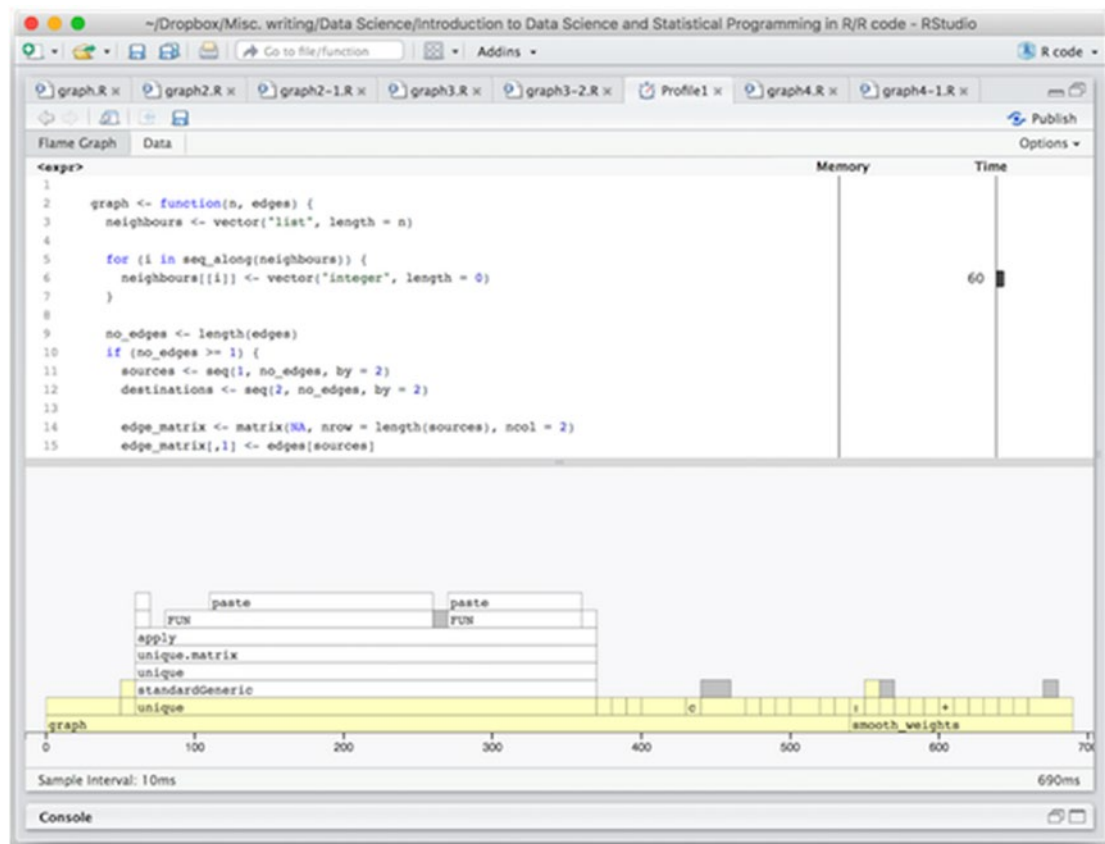 ~/Dropbox/Misc. writing/Data Science/Introduction to Data Science and Statistical Programming in R/R code - RStudio
Go to file/function Addins R code
graph.R × graph2.R × graph2-1.R × graph3.R × graph3-2.R × Profile1 × graph4.R × graph4-1.R ×
Publish
Flame Graph Data Options
<expr> Memory Time
1
2 graph <- function(n, edges) {
3 neighbours <- vector("list", length = n)
4
5 for (i in seq_along(neighbours)) {
6 neighbours[[i]] <- vector("integer", length = 0) 60
7 }
8
9 no_edges <- length(edges)
10 if (no_edges >= 1) {
11 sources <- seq(1, no_edges, by = 2)
12 destinations <- seq(2, no_edges, by = 2)
13
14 edge_matrix <- matrix(NA, nrow = length(sources), ncol = 2)
15 edge_matrix[,1] <- edges[sources]
paste paste
FUN FUN
apply
unique.matrix
unique
standardGeneric
unique c : +
graph smooth_weights
0 100 200 300 400 500 600 700
Sample Interval: 10ms 690ms
Console